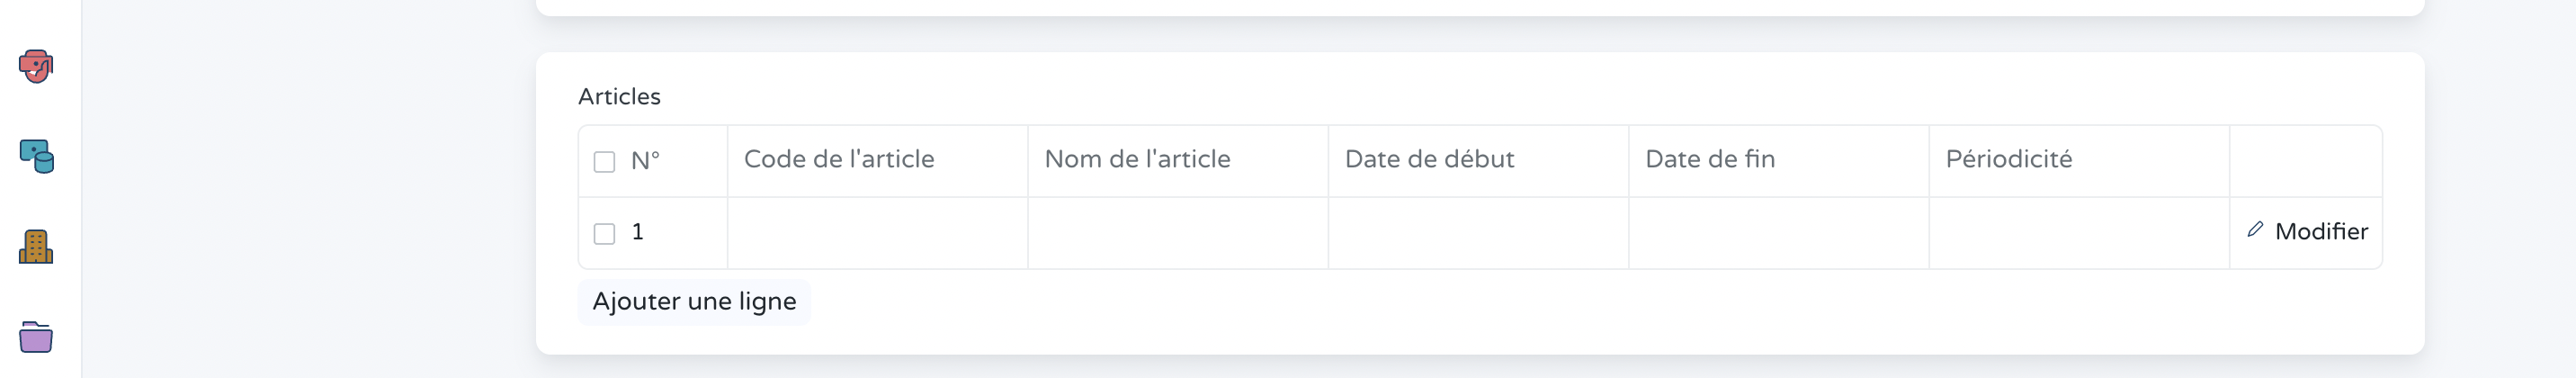 Articles
N° Code de l'article Nom de l'article Date de début Date de fin Périodicité
1 Modifier
Ajouter une ligne